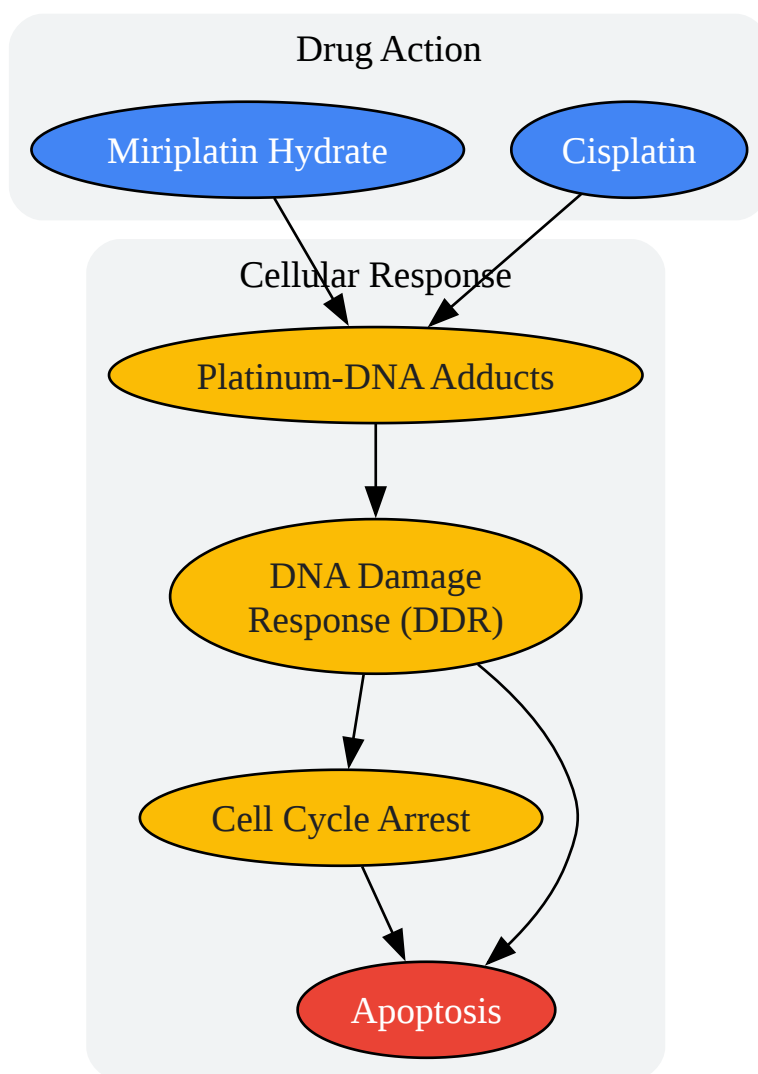 Drug Action
Miriplatin Hydrate
Cisplatin
Cellular Response
Platinum-DNA Adducts
DNA Damage
Response (DDR)
Cell Cycle Arrest
Apoptosis